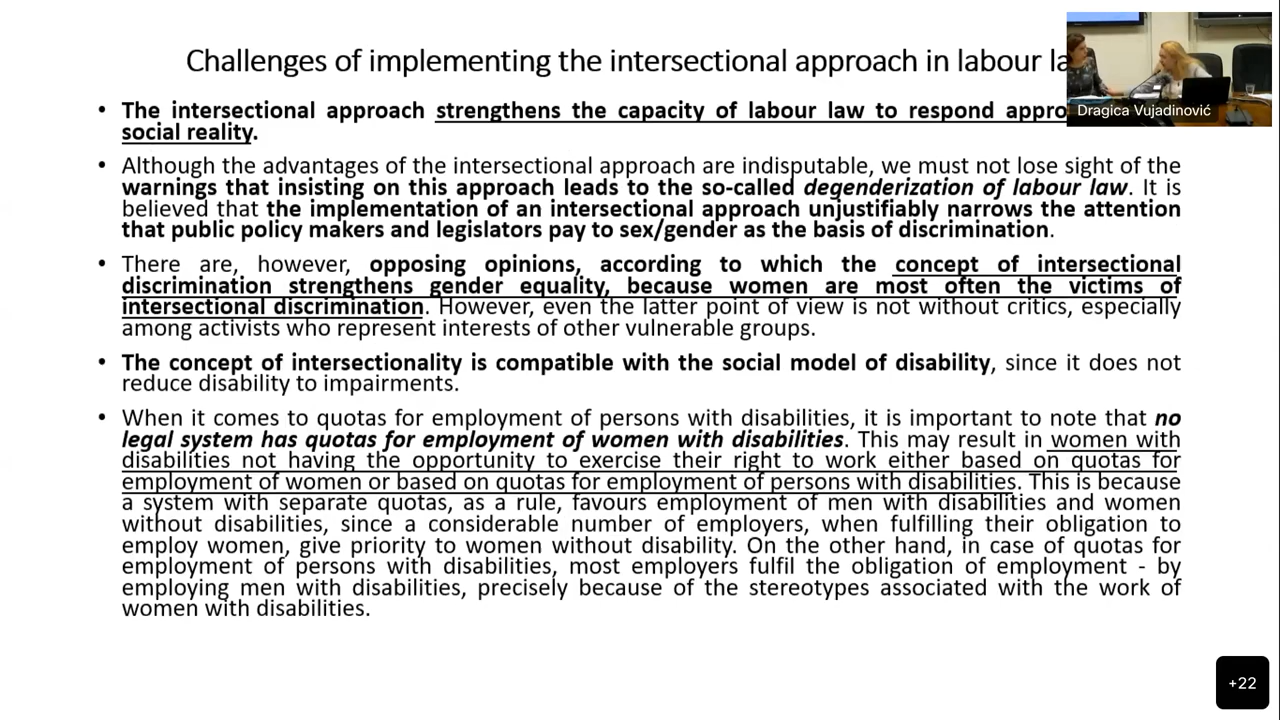 Challenges of implementing the intersectional approach in labour la
• The intersectional approach strengthens the capacity of labour law to respond appro
social reality.
• Although the advantages of the intersectional approach are indisputable, we must not lose sight of the
warnings that insisting on this approach leads to the so-called degenderization of labour law. It is
believed that the implementation of an intersectional approach unjustifiably narrows the attention
that public policy makers and legislators pay to sex/gender as the basis of discrimination.
• There are, however, opposing opinions, according to which the concept of intersectional
discrimination strengthens gender equality, because women are most often the victims of
intersectional discrimination. However, even the latter point of view is not without critics, especially
among activists who represent interests of other vulnerable groups.
• The concept of intersectionality is compatible with the social model of disability, since it does not
reduce disability to impairments.
• When it comes to quotas for employment of persons with disabilities, it is important to note that no
legal system has quotas for employment of women with disabilities. This may result in women with
disabilities not having the opportunity to exercise their right to work either based on quotas for
employment of women or based on quotas for employment of persons with disabilities. This is because
a system with separate quotas, as a rule, favours employment of men with disabilities and women
without disabilities, since a considerable number of employers, when fulfilling their obligation to
employ women, give priority to women without disability. On the other hand, in case of quotas for
employment of persons with disabilities, most employers fulfil the obligation of employment - by
employing men with disabilities, precisely because of the stereotypes associated with the work of
women with disabilities.
Dragica Vujadinović
+22